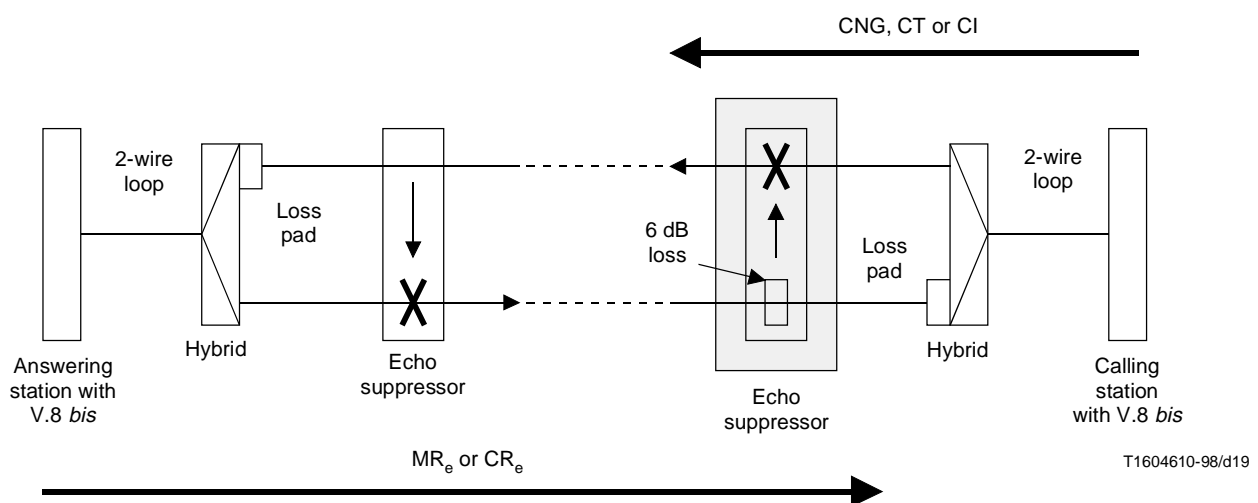 CNG, CT or CI
2-wire
loop
2-wire
loop
Loss
pad
6 dB
loss
Loss
pad
Hybrid
Hybrid
Answering
station with
V.8 bis
Echo
suppressor
Echo
suppressor
Calling
station
with V.8 bis
MRe or CRe
T1604610-98/d19